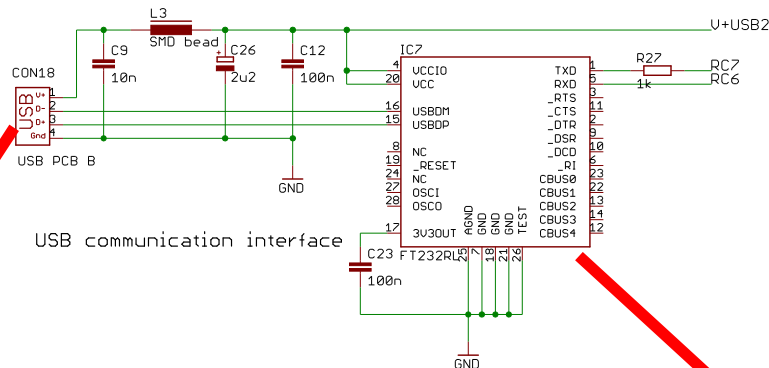 L3
SMD bead
V+USB2
C9
10n
C26
+
2u2
C12
100n
IC7
CON18
USB
V+ 1
D- 2
D+ 3
Gnd 4
USB PCB B
GND
4 VCCIO
20 VCC
16 USBDM
15 USBDP
8 NC
19 _RESET
24 NC
27 OSCI
28 OSCO
17 3V3OUT
TXD 1
RXD 5
_RTS 3
_CTS 11
_DTR 2
_DSR 9
_DCD 10
_RI 6
CBUS0 23
CBUS1 22
CBUS2 13
CBUS3 14
CBUS4 12
R27
1k
RC7
RC6
AGND 25
GND 7
GND 18
GND 21
TEST 26
FT232RL
USB communication interface
C23
100n
GND